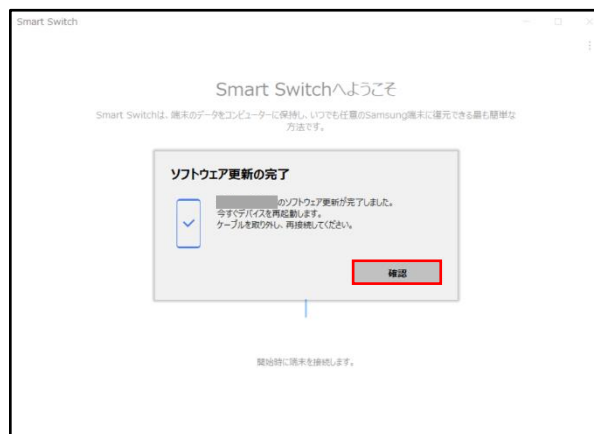 Smart Switch
Smart Switchへようこそ
Smart Switchは、端末のデータをコンピューターに保持し、いつでも任意のSamsung端末に復元できる最も簡単な
方法です。
ソフトウェア更新の完了
のソフトウェア更新が完了しました。
今すぐデバイスを再起動します。
ケーブルを取り外し、再接続してください。
確認
開始時に端末を接続します。